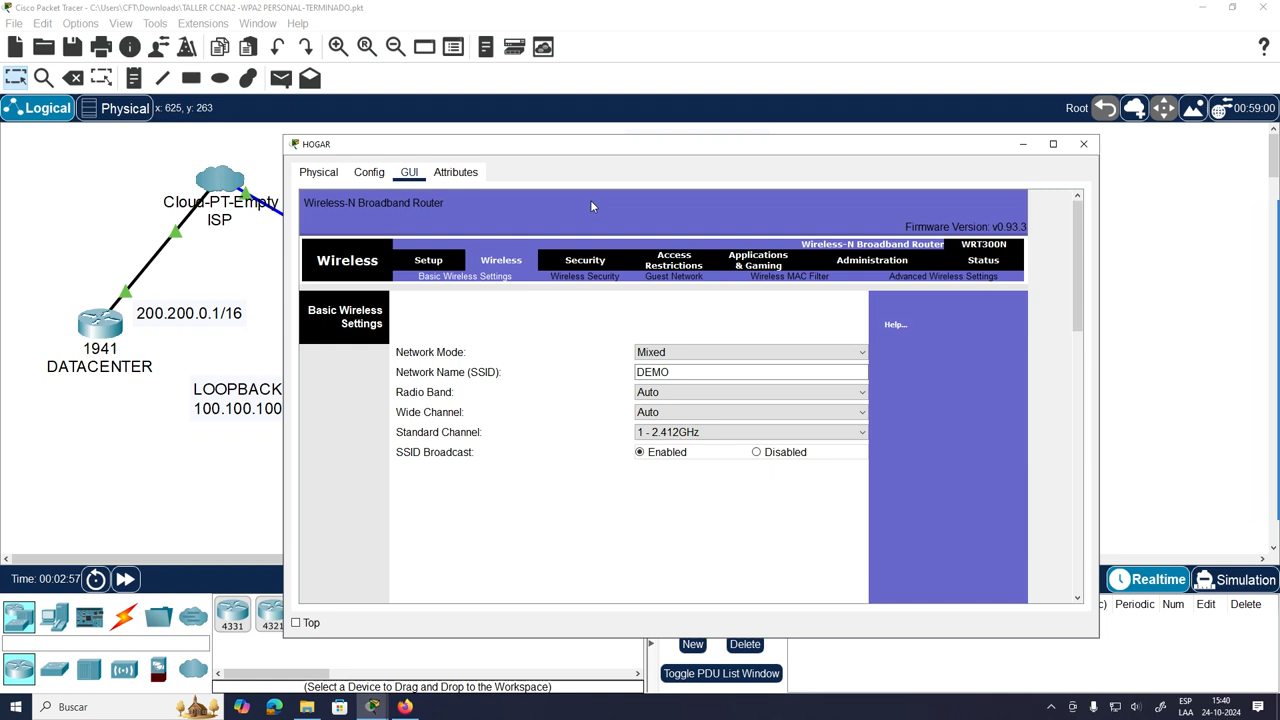 Cisco Packet Tracer - C:\Users\CFT\Downloads\TALLER CCNA2 -WPA2 PERSONAL-TERMINADO.pkt
File Edit Options View Tools Extensions Window Help
?
Logical Physical x: 625, y: 263 Root 00:59:00
HOGAR
Physical Config GUI Attributes
Wireless-N Broadband Router
Firmware Version: v0.93.3
Wireless-N Broadband Router WRT300N
Wireless Setup Wireless Security Access Restrictions Applications & Gaming Administration Status
Basic Wireless Settings Wireless Security Guest Network Wireless MAC Filter Advanced Wireless Settings
Basic Wireless
Settings
Help...
Network Mode: Mixed
Network Name (SSID): DEMO
Radio Band: Auto
Wide Channel: Auto
Standard Channel: 1 - 2.412GHz
SSID Broadcast: Enabled Disabled
Top
Cloud-PT-Empty
ISP
200.200.0.1/16
1941
DATACENTER
LOOPBACK
100.100.100
Time: 00:02:57 Realtime Simulation
4331 4321
c) Periodic Num Edit Delete
New Delete
Toggle PDU List Window
(Select a Device to Drag and Drop to the Workspace)
Buscar
ESP
LAA
15:40
24-10-2024